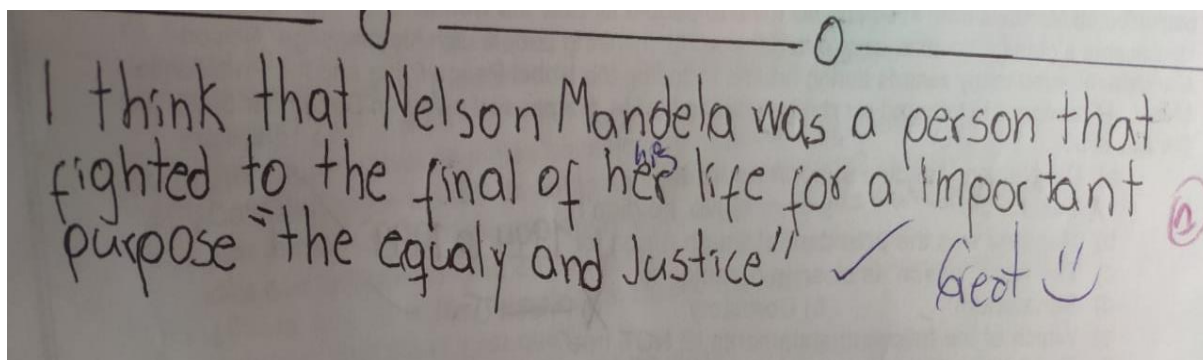 I think that Nelson Mandela was a person that
his
fighted to the final of her life for a important
purpose "the equaly and Justice" ✓ Great